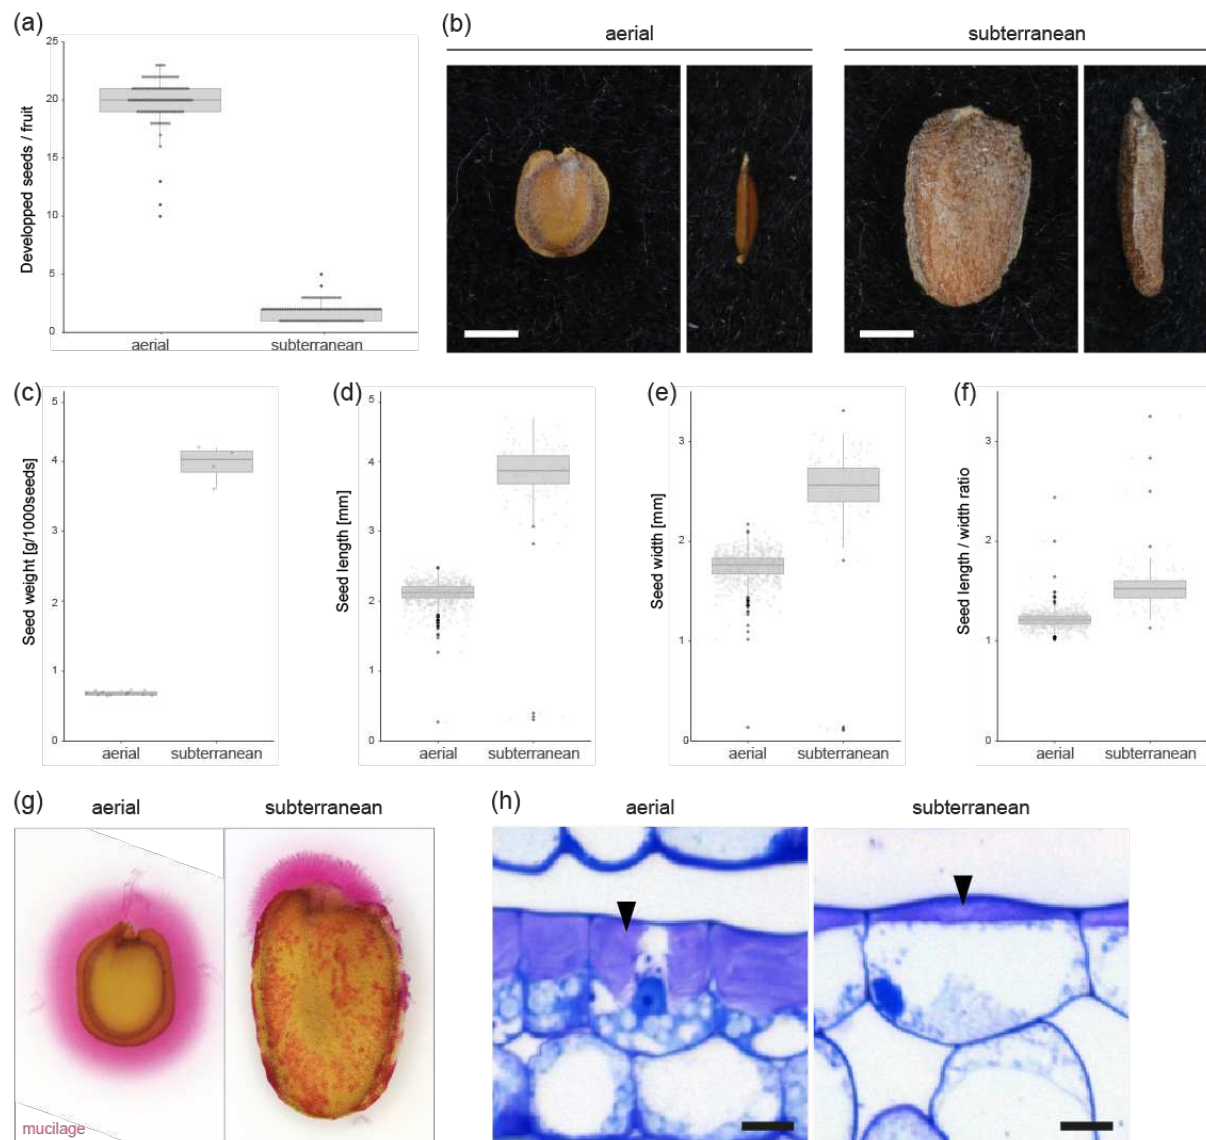 (a)
Developped seeds / fruit
25
20
15
10
5
0
aerial subterranean
(b)
aerial subterranean
(c)
Seed weight [g/1000seeds]
5
4
3
2
1
0
aerial subterranean
(d)
Seed length [mm]
5
4
3
2
1
0
aerial subterranean
(e)
Seed width [mm]
3
2
1
0
aerial subterranean
(f)
Seed length / width ratio
3
2
1
0
aerial subterranean
(g)
aerial subterranean
mucilage
(h)
aerial subterranean